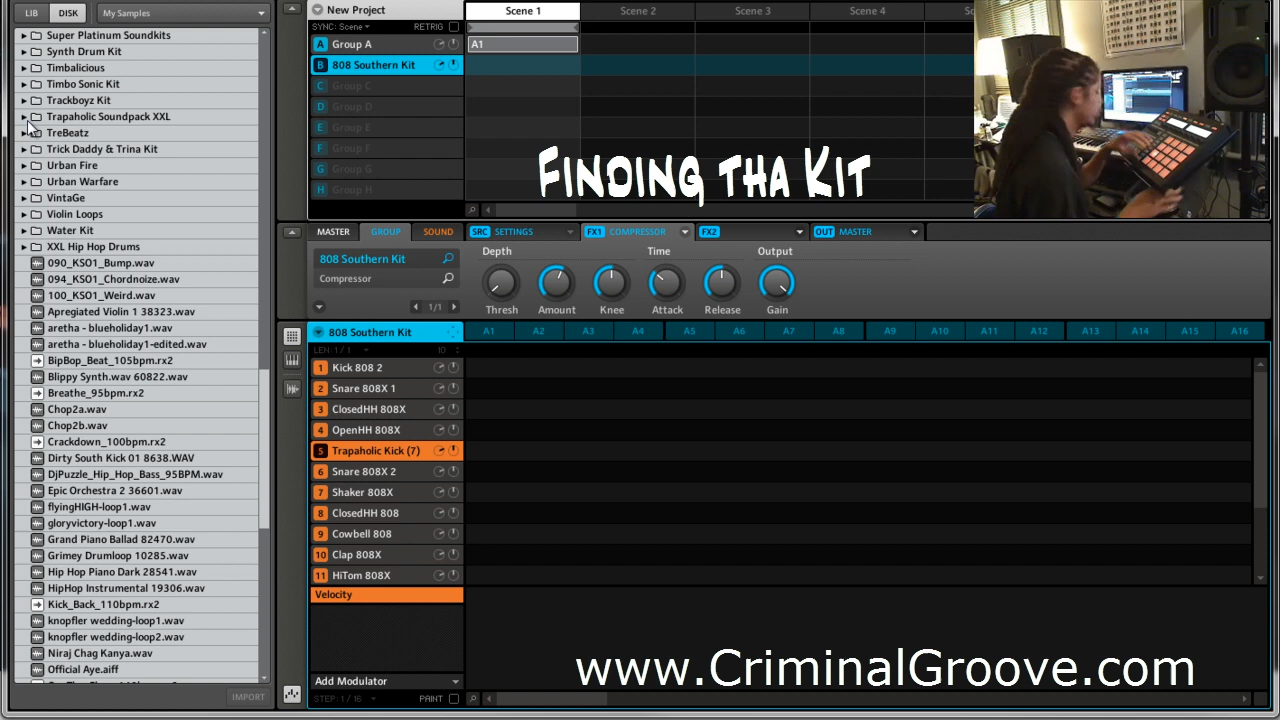 LIB DISK My Samples
Super Platinum Soundkits
Synth Drum Kit
Timbalicious
Timbo Sonic Kit
Trackboyz Kit
Trapaholic Soundpack XXL
TreBeatz
Trick Daddy & Trina Kit
Urban Fire
Urban Warfare
VintaGe
Violin Loops
Water Kit
XXL Hip Hop Drums
090_KSO1_Bump.wav
094_KSO1_Chordnoize.wav
100_KSO1_Weird.wav
Apregiated Violin 1 38323.wav
aretha - blueholiday1.wav
aretha - blueholiday1-edited.wav
BipBop_Beat_105bpm.rx2
Blippy Synth.wav 60822.wav
Breathe_95bpm.rx2
Chop2a.wav
Chop2b.wav
Crackdown_100bpm.rx2
Dirty South Kick 01 8638.WAV
DjPuzzle_Hip_Hop_Bass_95BPM.wav
Epic Orchestra 2 36601.wav
flyingHIGH-loop1.wav
gloryvictory-loop1.wav
Grand Piano Ballad 82470.wav
Grimey Drumloop 10285.wav
Hip Hop Piano Dark 28541.wav
HipHop Instrumental 19306.wav
Kick_Back_110bpm.rx2
knopfler wedding-loop1.wav
knopfler wedding-loop2.wav
Niraj Chag Kanya.wav
Official Aye.aiff
IMPORT
New Project
Scene 1 Scene 2 Scene 3 Scene 4
SYNC: Scene RETRIG
A Group A A1
B 808 Southern Kit
C Group C
D Group D
E Group E
F Group F
G Group G
H Group H
Finding tha Kit
MASTER GROUP SOUND SRC SETTINGS FX1 COMPRESSOR FX2 OUT MASTER
808 Southern Kit
Compressor
1/1
Depth Time Output
Thresh Amount Knee Attack Release Gain
808 Southern Kit A1 A2 A3 A4 A5 A6 A7 A8 A9 A10 A11 A12 A13 A14 A15 A16
LEN: 1/1 10
1 Kick 808 2
2 Snare 808X 1
3 ClosedHH 808X
4 OpenHH 808X
5 Trapaholic Kick (7)
6 Snare 808X 2
7 Shaker 808X
8 ClosedHH 808
9 Cowbell 808
10 Clap 808X
11 HiTom 808X
Velocity
Add Modulator
STEP: 1/16 PAINT
www.CriminalGroove.com